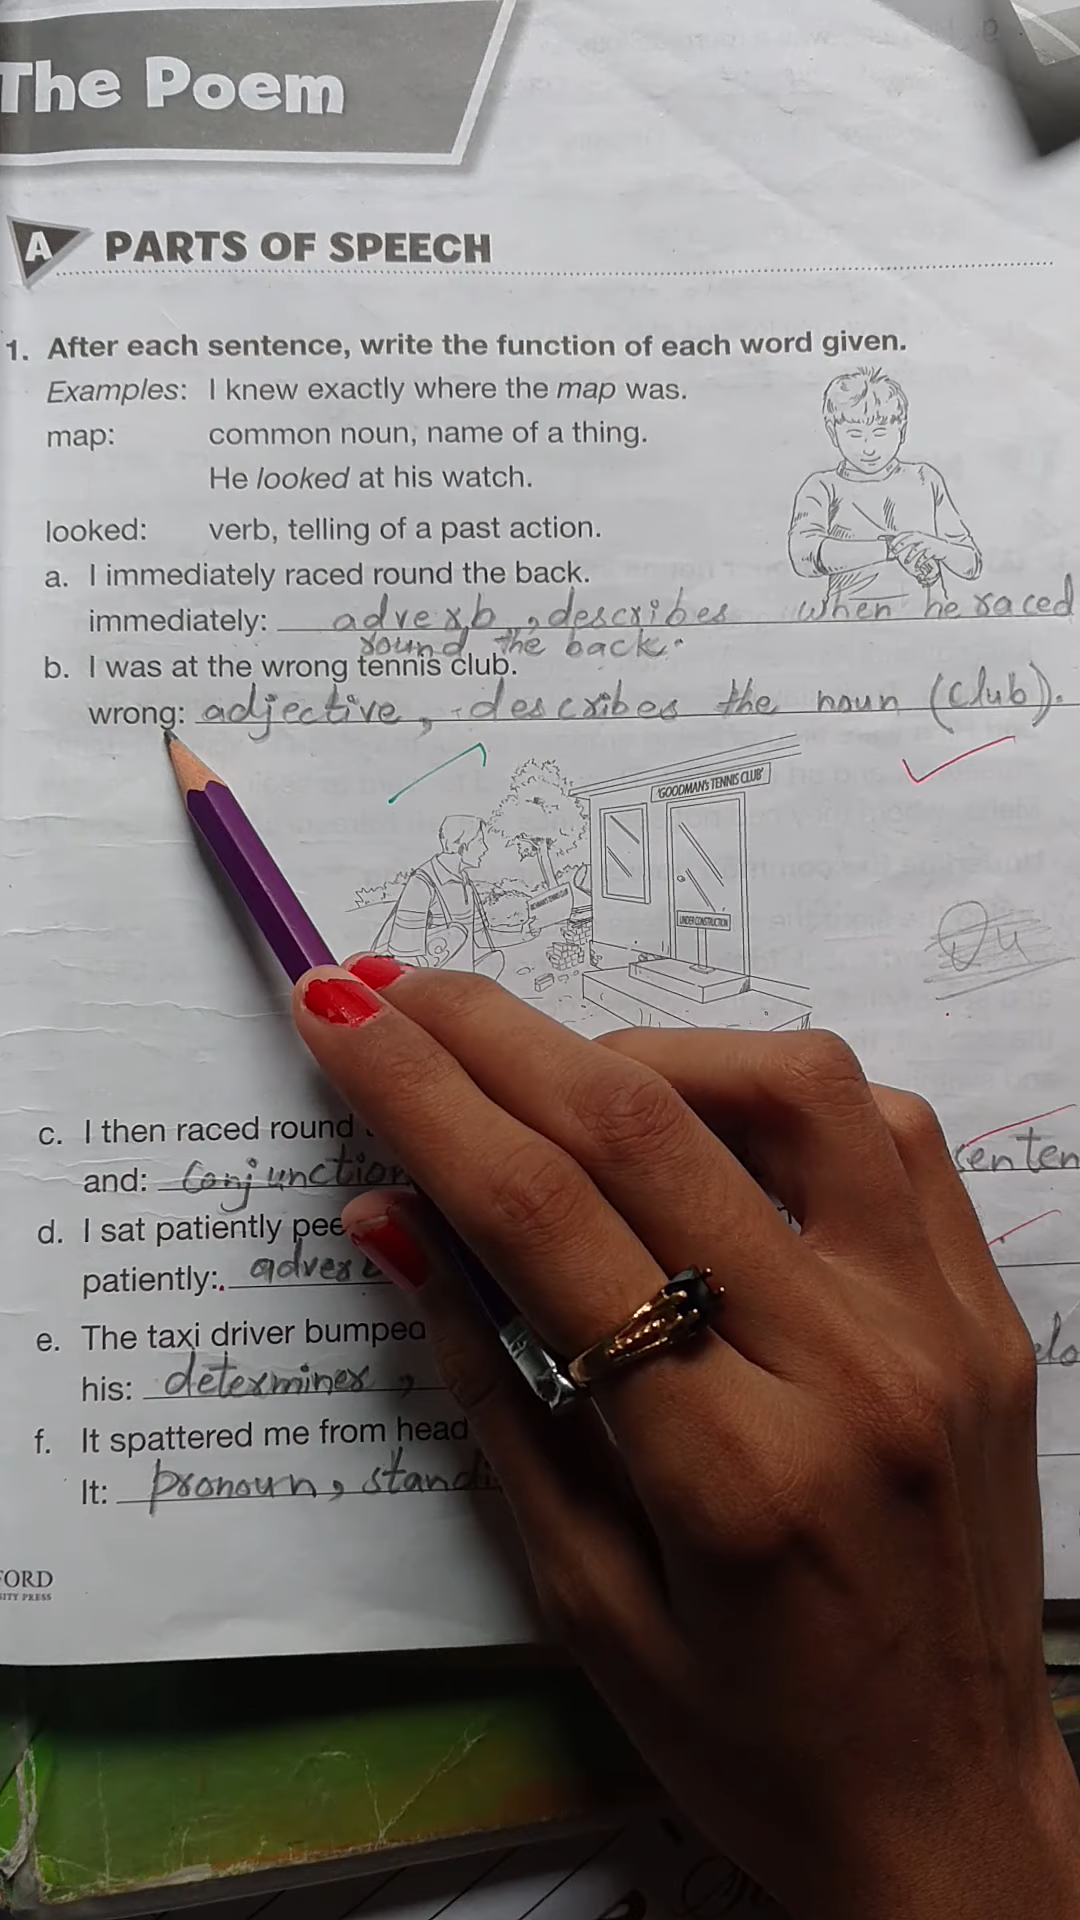 The Poem
A PARTS OF SPEECH
1. After each sentence, write the function of each word given.
Examples: I knew exactly where the map was.
map: common noun, name of a thing.
He looked at his watch.
looked: verb, telling of a past action.
a. I immediately raced round the back.
immediately: adverb, describes when he raced
round the back.
b. I was at the wrong tennis club.
wrong: adjective, describes the noun (club).
'GOODMAN'S TENNIS CLUB'
UNDER CONSTRUCTION
c. I then raced round
and: Conjunction senten
d. I sat patiently pee
patiently: adverb
e. The taxi driver bumped
his: determiner,
f. It spattered me from head
It: pronoun, standi
FORD
SITY PRESS